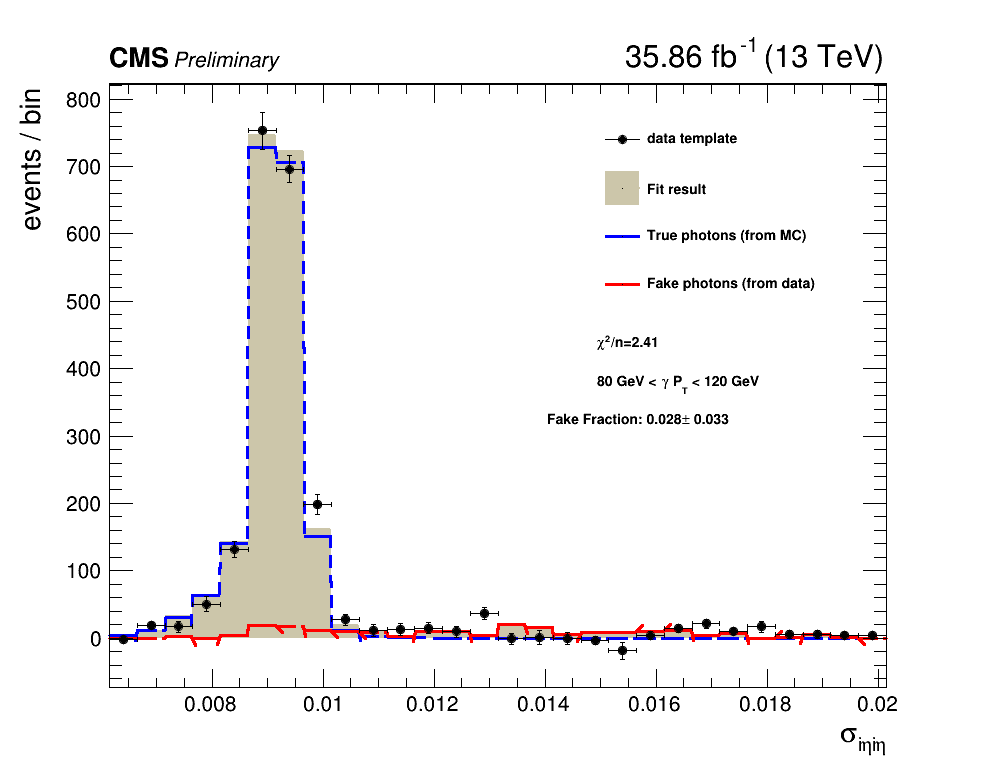 CMS Preliminary
35.86 fb⁻¹ (13 TeV)
events / bin
800
700
600
500
400
300
200
100
0
data template
Fit result
True photons (from MC)
Fake photons (from data)
χ²/n=2.41
80 GeV < γ P_T < 120 GeV
Fake Fraction: 0.028± 0.033
0.008 0.01 0.012 0.014 0.016 0.018 0.02
σ_iηiη